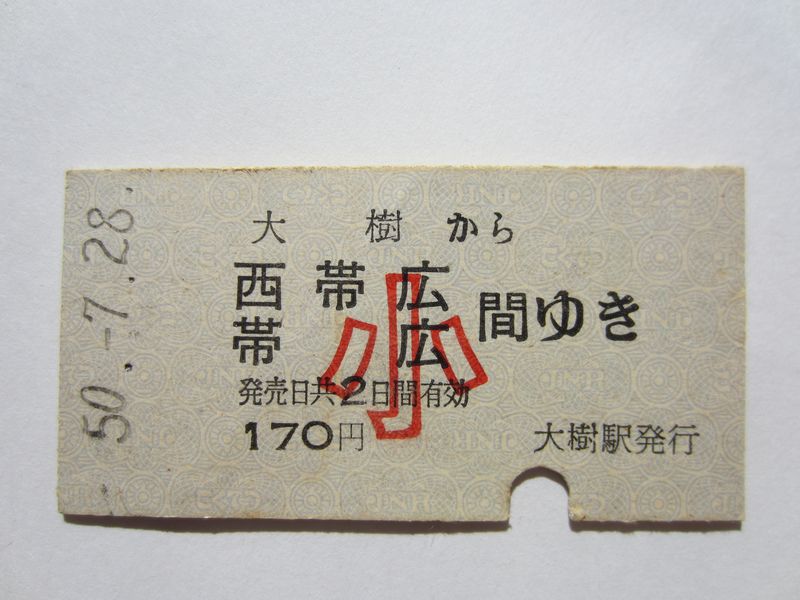 50.-7.28.
大樹から
西帯広
帯広
間ゆき
小
発売日共2日間有効
170円
大樹駅発行